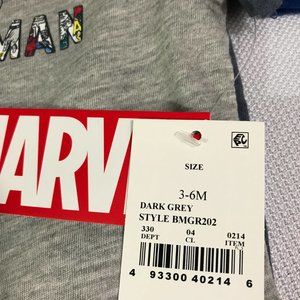 MAN
MARV
SIZE
3-6M
DARK GREY
STYLE BMGR202
330 04 0214
DEPT CL ITEM
4 93300 40214 6